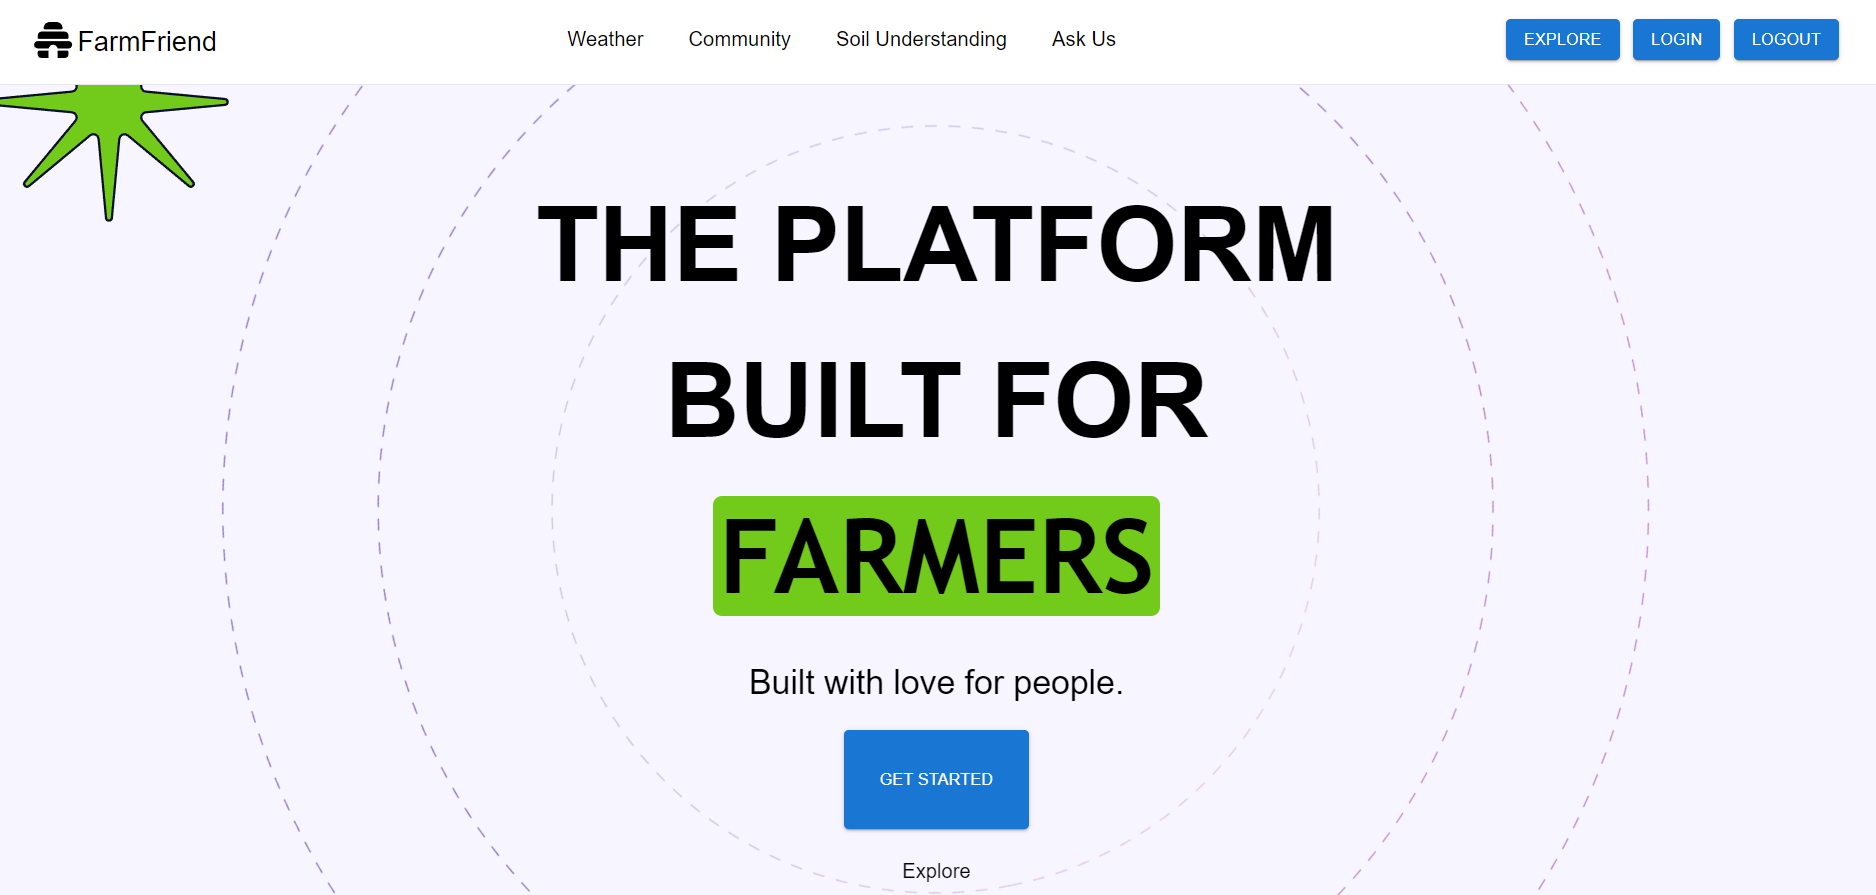 FarmFriend
Weather Community Soil Understanding Ask Us
EXPLORE LOGIN LOGOUT
THE PLATFORM
BUILT FOR
FARMERS
Built with love for people.
GET STARTED
Explore